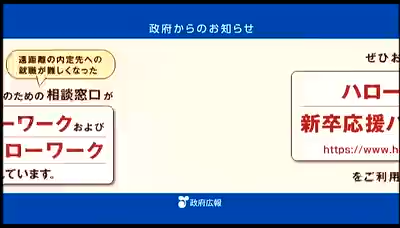 政府からのお知らせ
遠距離の内定先への
就職が難しくなった
のための相談窓口が
ーワークおよび
ローワーク
しています。
ぜひお
ハロー
新卒応援ハ
https://www.h
をご利用
政府広報